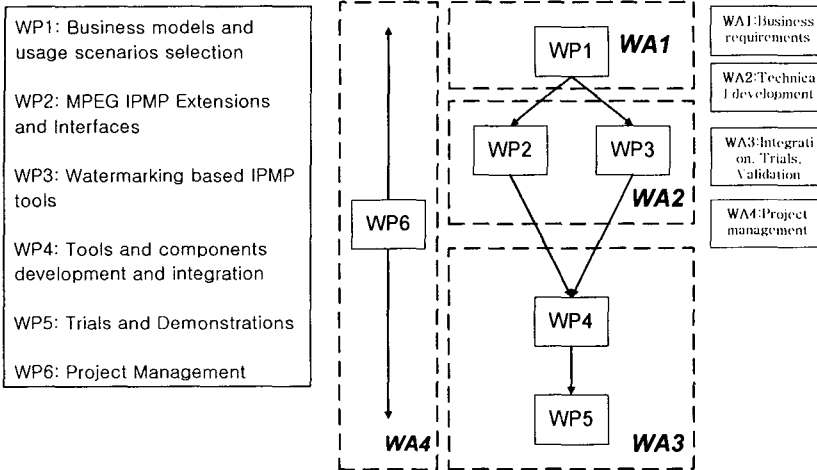 WP1: Business models and
usage scenarios selection
WP2: MPEG IPMP Extensions
and Interfaces
WP3: Watermarking based IPMP
tools
WP4: Tools and components
development and integration
WP5: Trials and Demonstrations
WP6: Project Management
WP6
WA4
WP1
WA1
WP2
WP3
WA2
WP4
WP5
WA3
WA1:Business
requirements
WA2:Technica
l development
WA3:Integrati
on, Trials,
Validation
WA4:Project
management